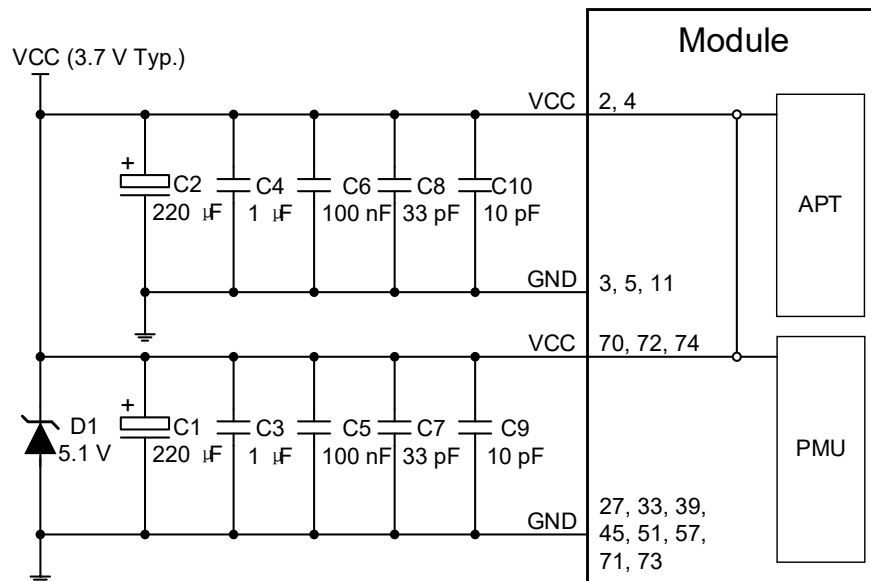 Module
VCC (3.7 V Typ.)
VCC
2, 4
+
C2
220 μF
C4
1 μF
C6
100 nF
C8
33 pF
C10
10 pF
APT
GND
3, 5, 11
VCC
70, 72, 74
D1
5.1 V
+
C1
220 μF
C3
1 μF
C5
100 nF
C7
33 pF
C9
10 pF
PMU
GND
27, 33, 39,
45, 51, 57,
71, 73